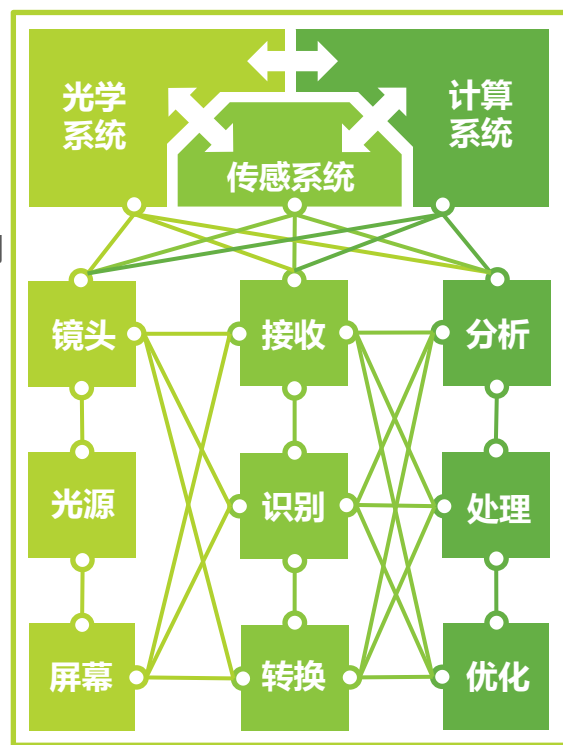 光学
系统
计算
系统
传感系统
镜头
接收
分析
光源
识别
处理
屏幕
转换
优化